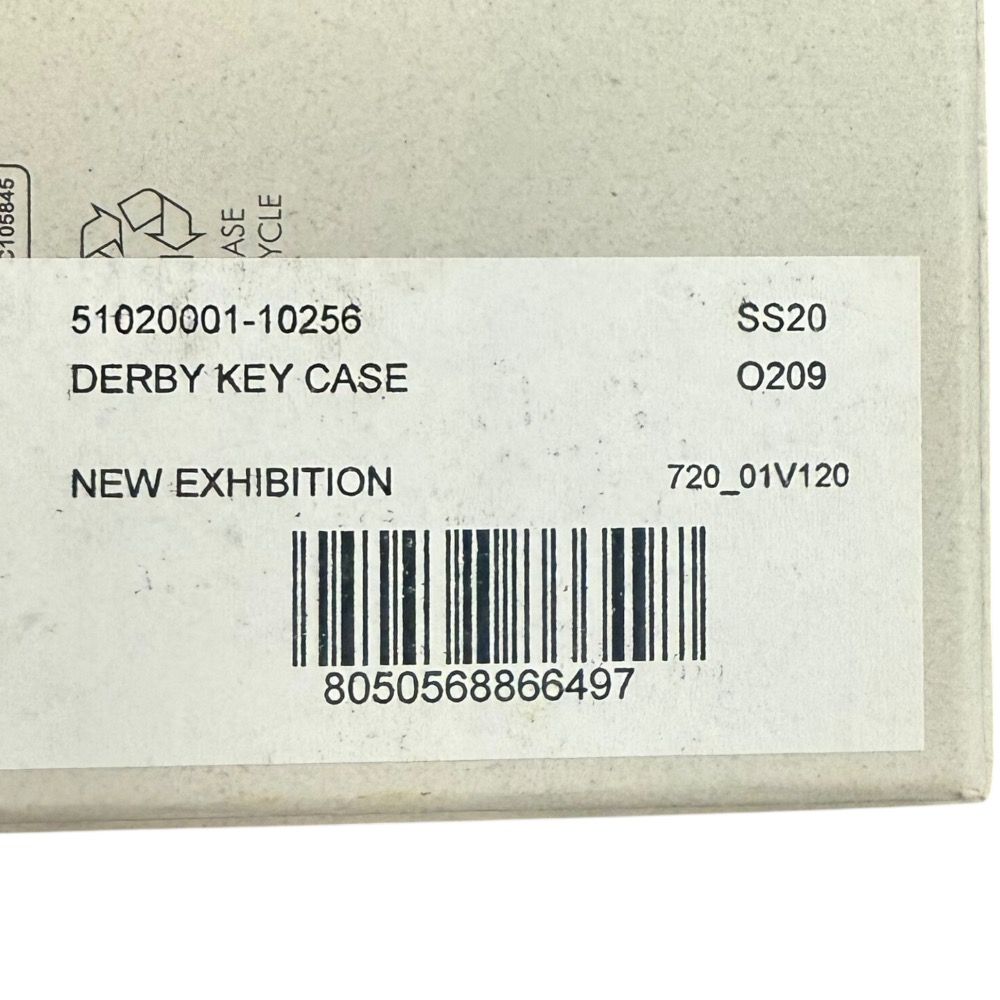 C105845
ASE
YCLE
51020001-10256 SS20
DERBY KEY CASE O209
NEW EXHIBITION 720_01V120
8050568866497